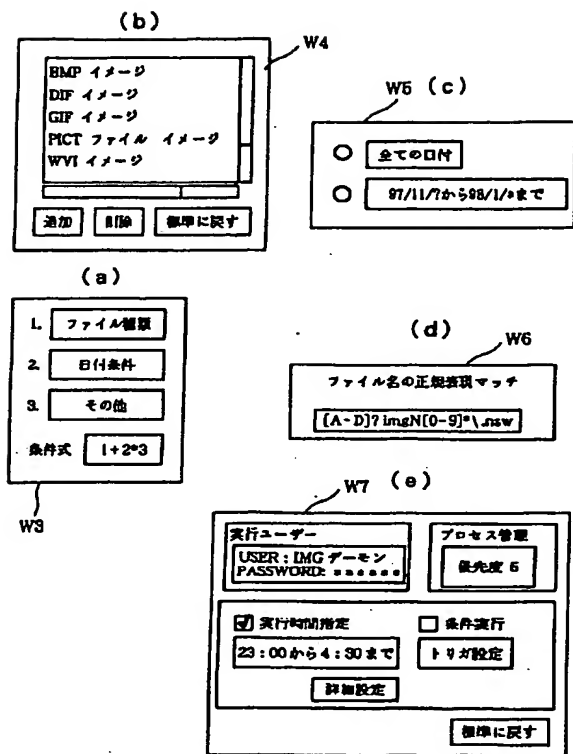 (b)
W4
BMP イメージ
DIF イメージ
GIF イメージ
PICT ファイル イメージ
WVI イメージ
追加 削除 標準に戻す
W5 (c)
全ての日付
97/11/?から98/1/*まで
(a)
1. ファイル種類
2. 日付条件
3. その他
条件式 1+2*3
W3
(d)
W6
ファイル名の正規表現マッチ
[A-D]?imgN[0-9]*\.nsw
W7 (e)
実行ユーザー
USER : IMG デーモン
PASSWORD: ******
プロセス管理
優先度 5
実行時間指定
条件実行
23:00から4:30まで
トリガ設定
詳細設定
標準に戻す